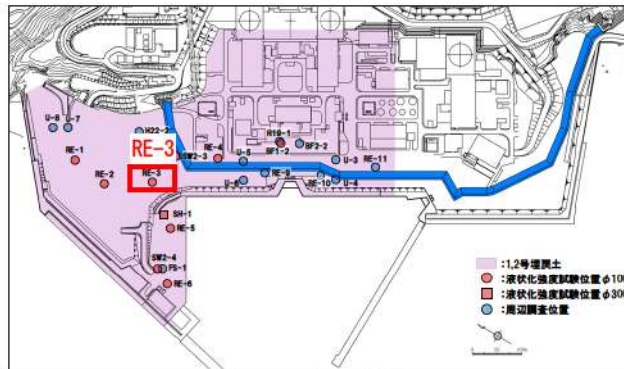 U-8
U-7
H22-2
RE-3
RE-1
SW2-3
RE-4
H19-1
BF1-2
BF2-2
U-5
U-3
RE-11
RE-2
RE-3
U-6
RE-9
RE-10
U-4
SH-1
RE-5
SW2-4
FS-1
RE-6
:1,2号埋戻土
:液状化強度試験位置φ100
:液状化強度試験位置φ300
:周辺調査位置